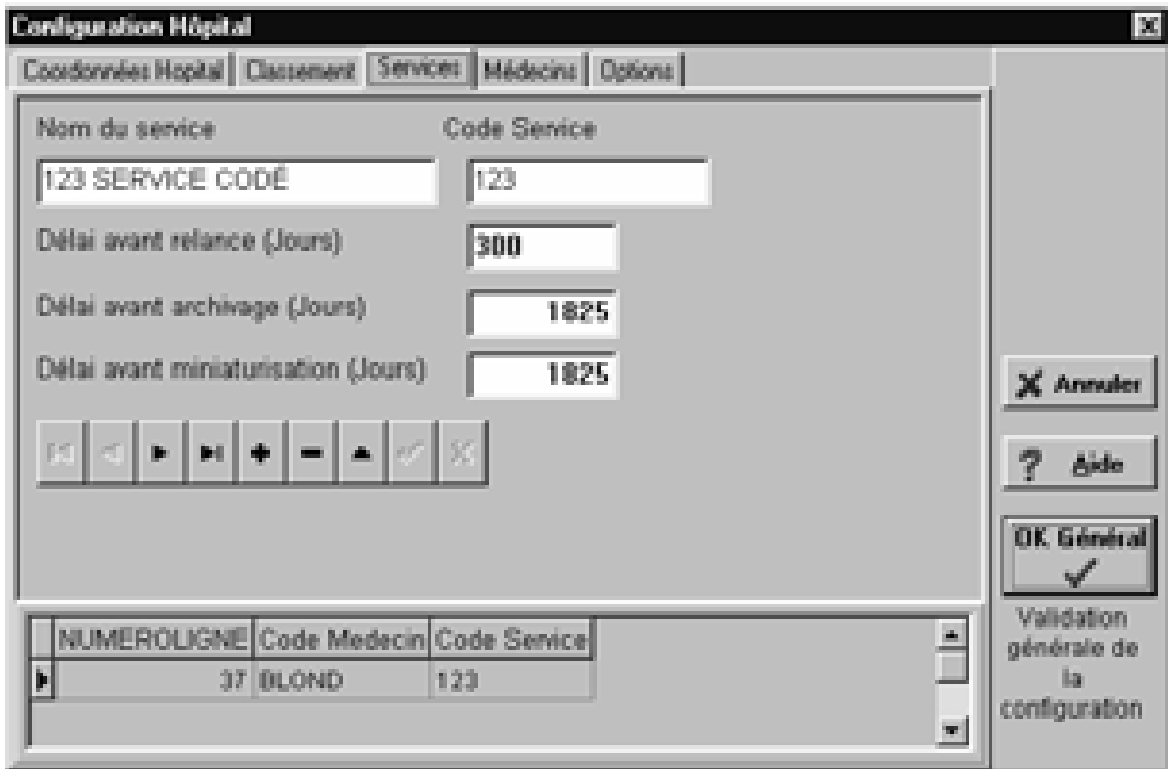 Configuration Hôpital
Coordonnées Hopital Classement Services Médecins Options
Nom du service Code Service
123 SERVICE CODÉ 123
Délai avant relance (Jours) 300
Délai avant archivage (Jours) 1825
Délai avant miniaturisation (Jours) 1825
Annuler
? Aide
OK Général
Validation
générale de
la
configuration
NUMEROLIGNE Code Medecin Code Service
37 BLOND 123